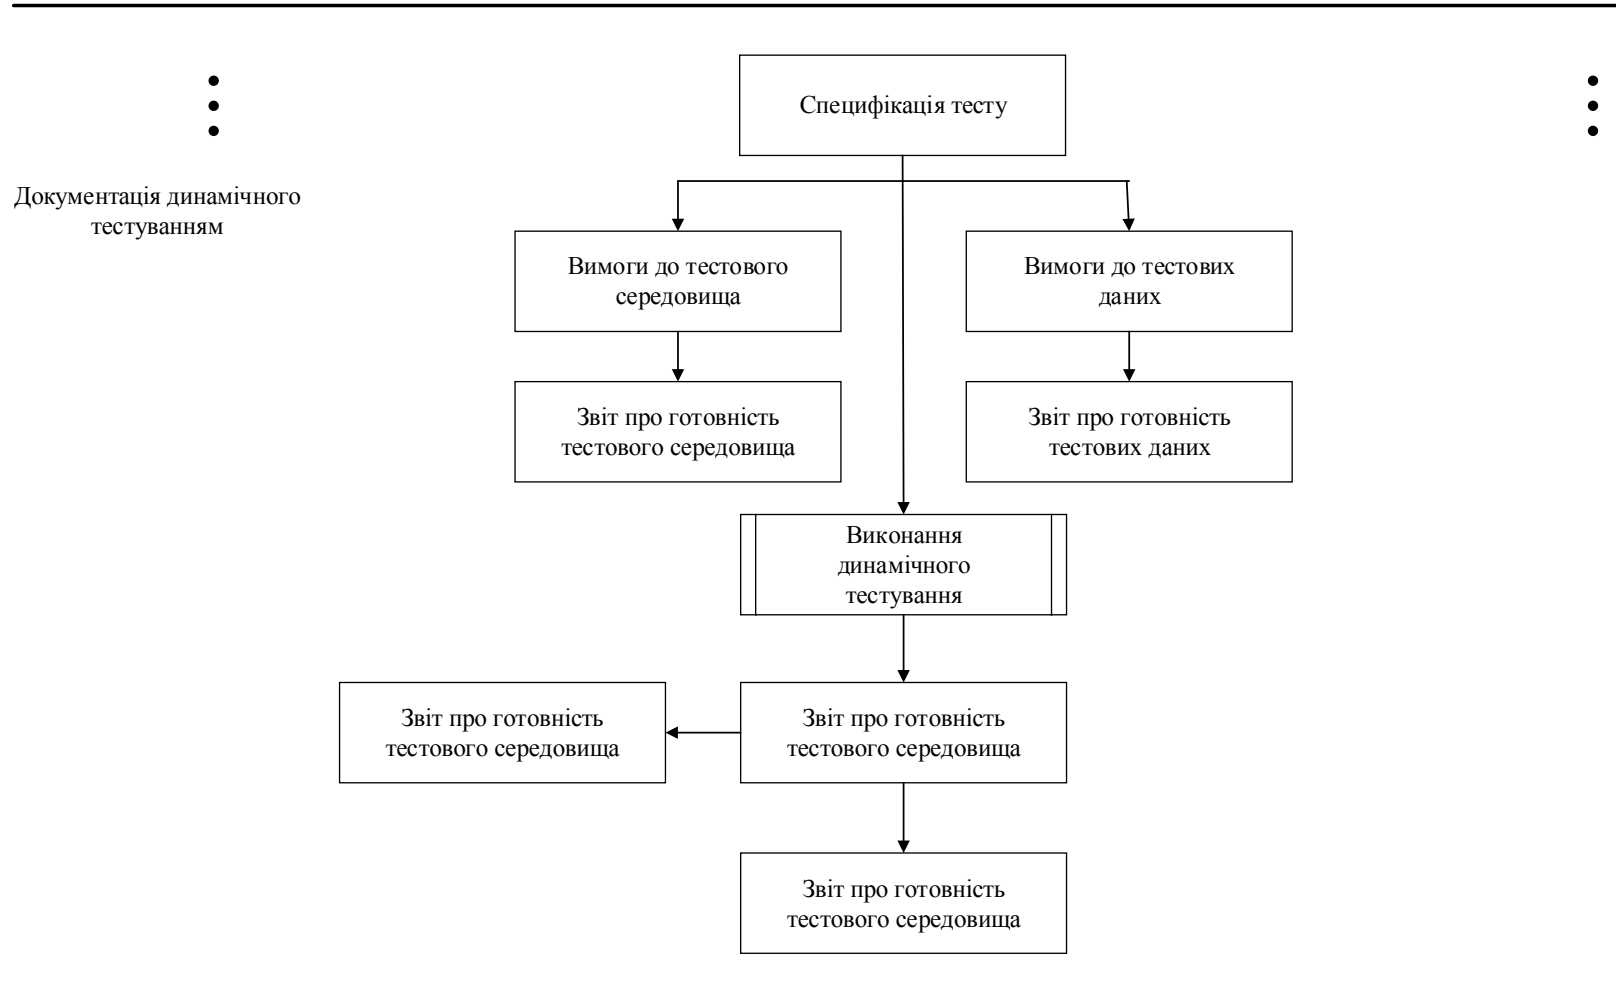 Специфікація тесту
Документація динамічного
тестуванням
Вимоги до тестового
середовища
Вимоги до тестових
даних
Звіт про готовність
тестового середовища
Звіт про готовність
тестових даних
Виконання
динамічного
тестування
Звіт про готовність
тестового середовища
Звіт про готовність
тестового середовища
Звіт про готовність
тестового середовища